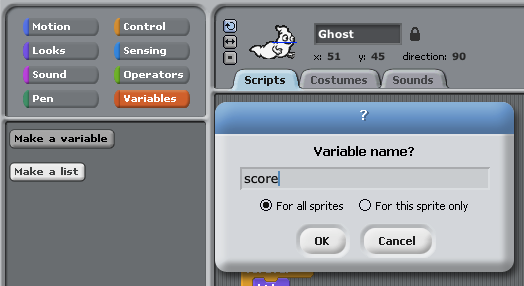 Motion Control
Looks Sensing
Sound Operators
Pen Variables
Make a variable
Make a list
Ghost
x: 51 y: 45 direction: 90
Scripts Costumes Sounds
?
Variable name?
score
For all sprites For this sprite only
OK Cancel